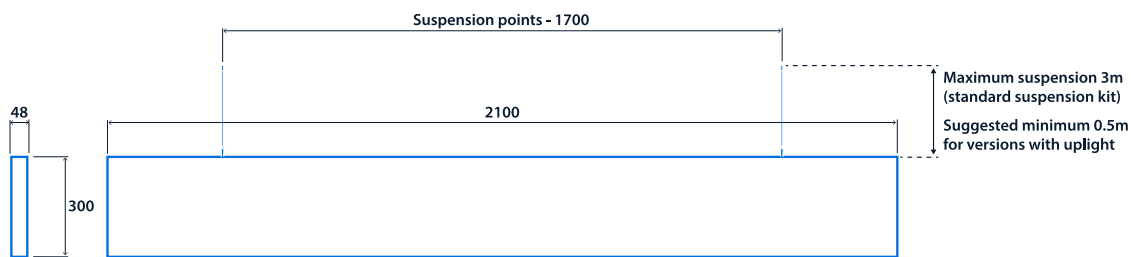 Suspension points - 1700
Maximum suspension 3m
(standard suspension kit)
48
2100
Suggested minimum 0.5m
for versions with uplight
300